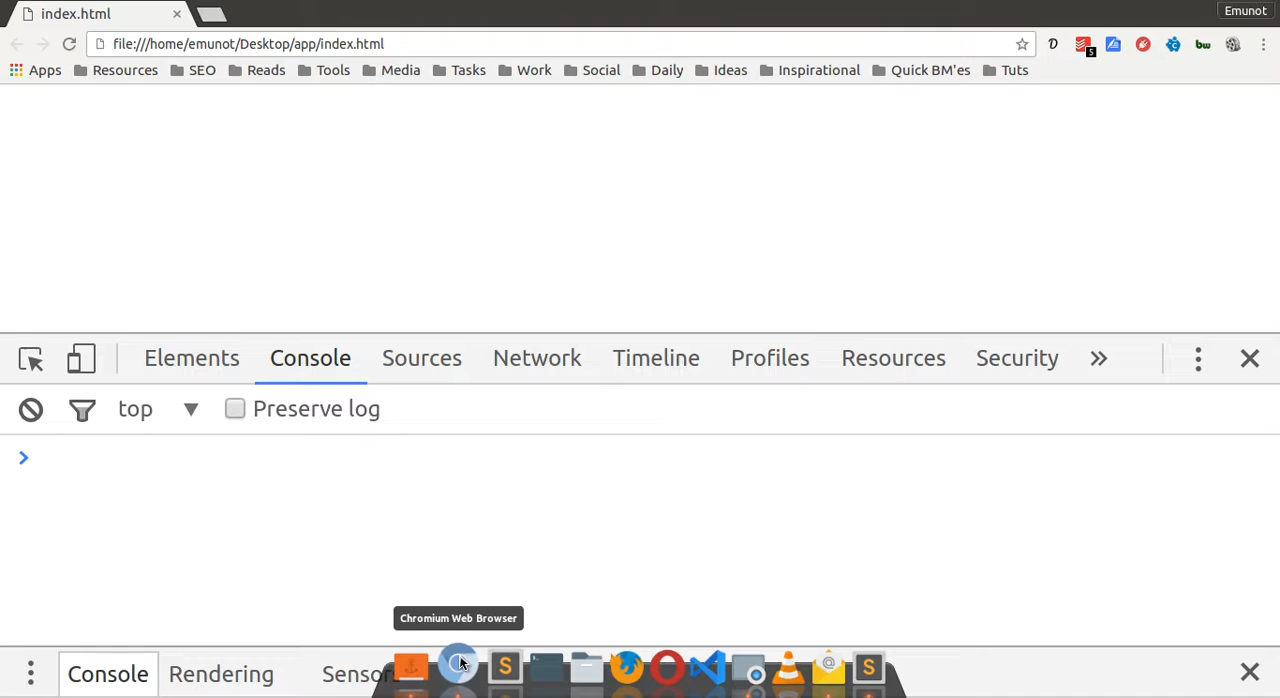 index.html
Emunot
file:///home/emunot/Desktop/app/index.html
D 5 bw
Apps Resources SEO Reads Tools Media Tasks Work Social Daily Ideas Inspirational Quick BM'es Tuts
Elements Console Sources Network Timeline Profiles Resources Security »
top Preserve log
>
Chromium Web Browser
Console Rendering Sensor
S S